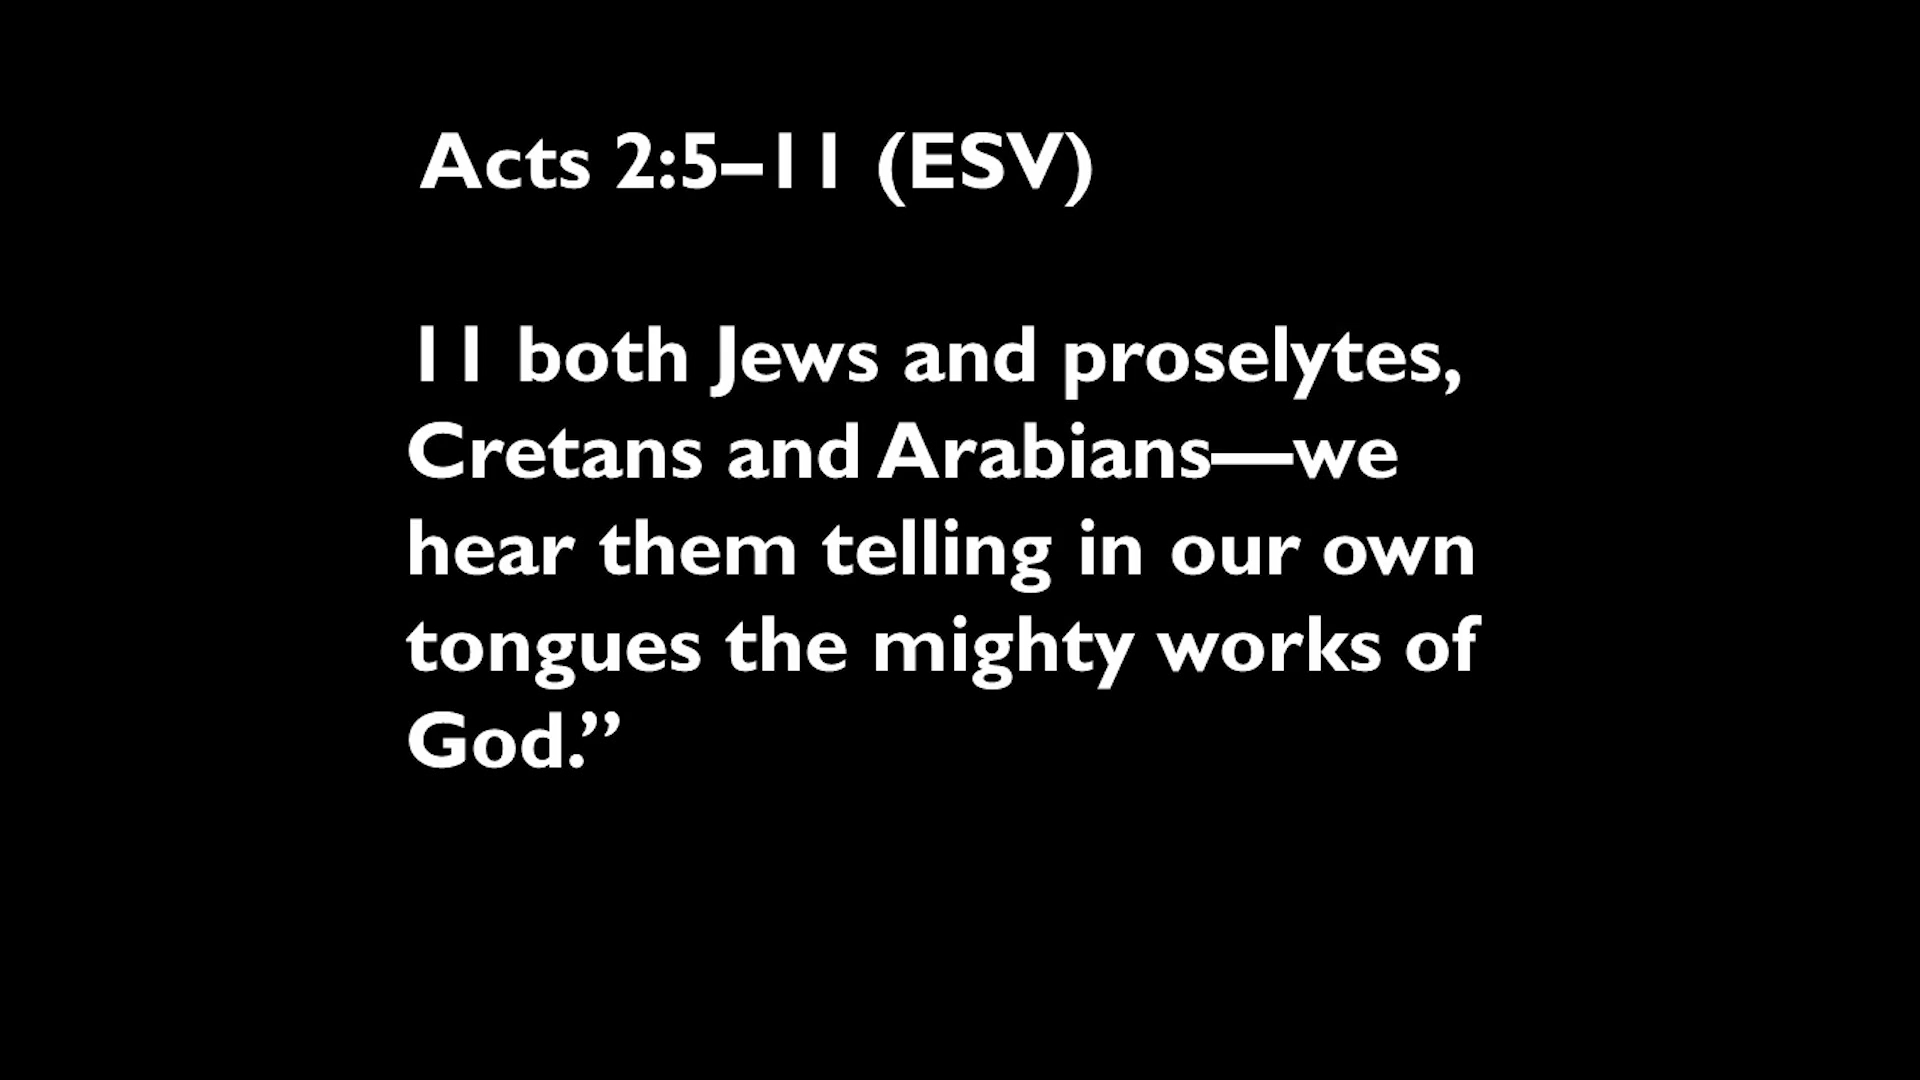 Acts 2:5–11 (ESV)
11 both Jews and proselytes,
Cretans and Arabians—we
hear them telling in our own
tongues the mighty works of
God.”